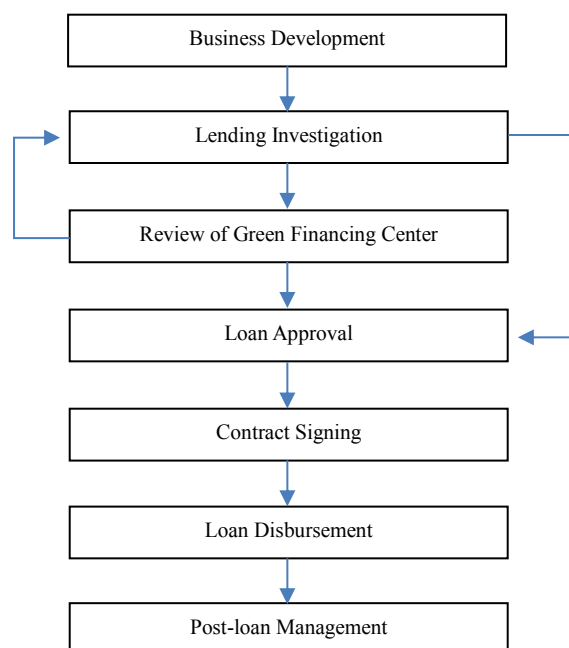 Business Development
Lending Investigation
Review of Green Financing Center
Loan Approval
Contract Signing
Loan Disbursement
Post-loan Management